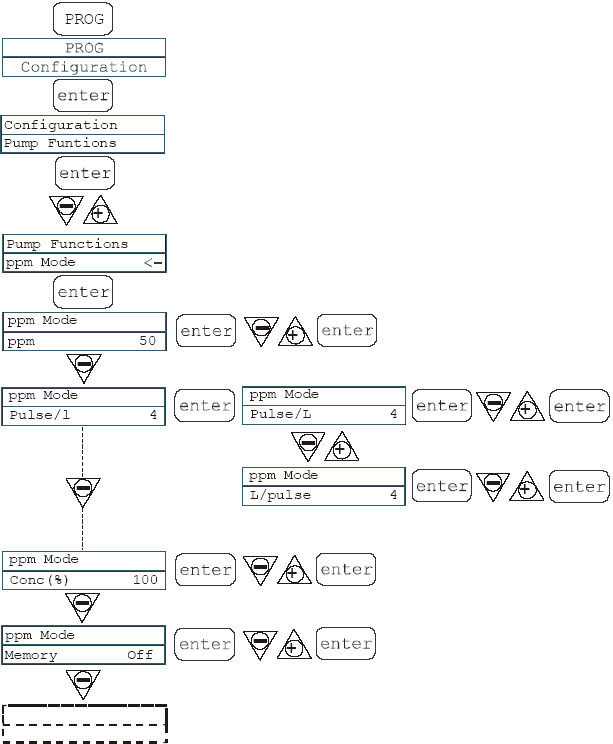 PROG
PROG
Configuration
enter
Configuration
Pump Funtions
enter
Pump Functions
ppm Mode <-
enter
ppm Mode
ppm 50
enter
enter
ppm Mode
Pulse/l 4
enter
ppm Mode
Pulse/L 4
enter
enter
ppm Mode
L/pulse 4
enter
enter
ppm Mode
Conc(%) 100
enter
enter
ppm Mode
Memory Off
enter
enter